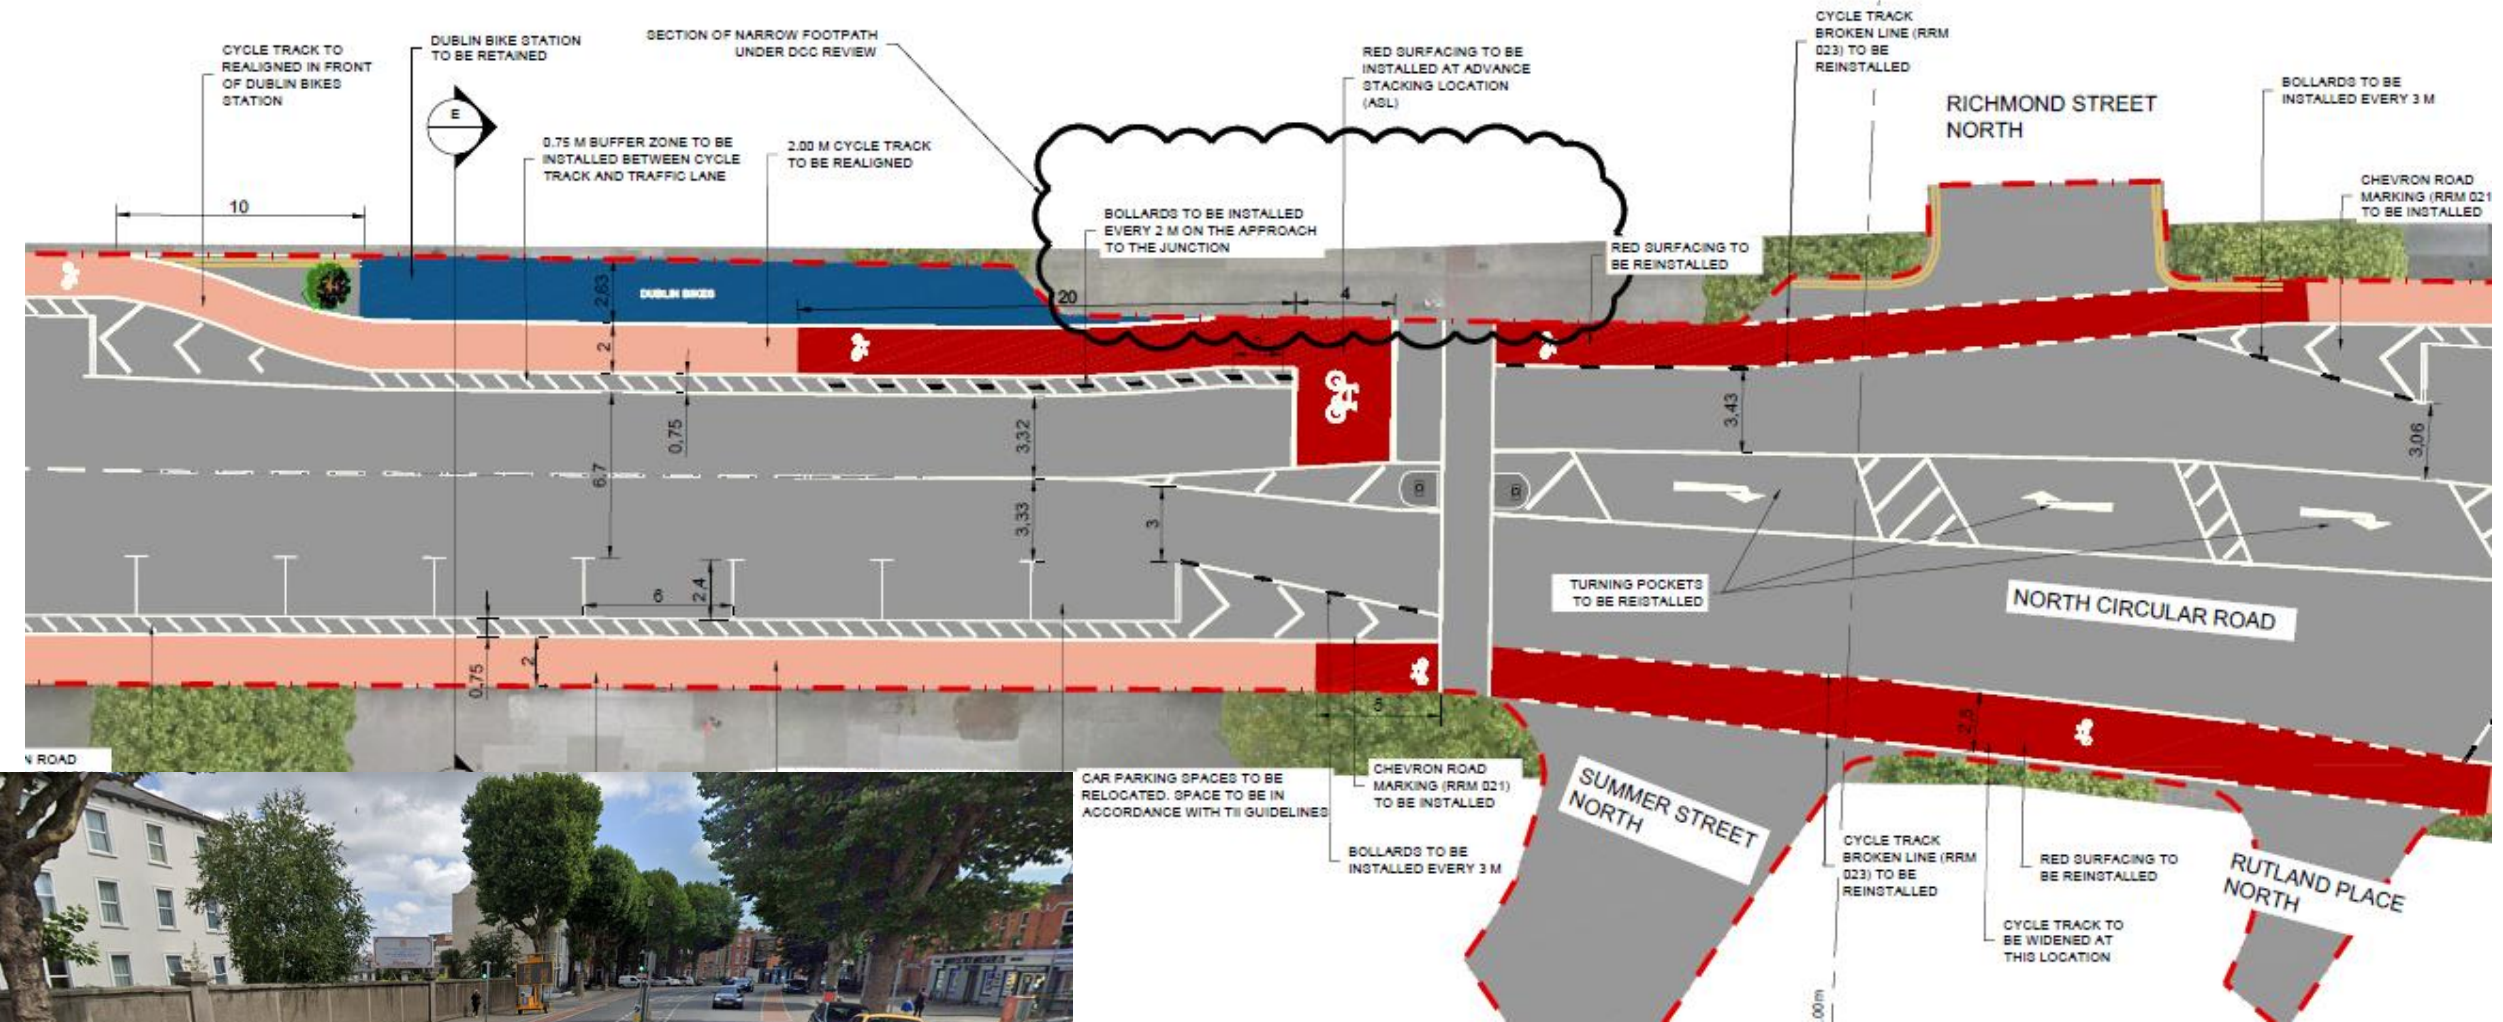 CYCLE TRACK TO
REALIGNED IN FRONT
OF DUBLIN BIKES
STATION
DUBLIN BIKE STATION
TO BE RETAINED
SECTION OF NARROW FOOTPATH
UNDER DCC REVIEW
RED SURFACING TO BE
INSTALLED AT ADVANCE
STACKING LOCATION
(ASL)
CYCLE TRACK
BROKEN LINE (RRM
023) TO BE
REINSTALLED
RICHMOND STREET
NORTH
BOLLARDS TO BE
INSTALLED EVERY 3 M
E
0.75 M BUFFER ZONE TO BE
INSTALLED BETWEEN CYCLE
TRACK AND TRAFFIC LANE
2.00 M CYCLE TRACK
TO BE REALIGNED
CHEVRON ROAD
MARKING (RRM 021
TO BE INSTALLED
10
BOLLARDS TO BE INSTALLED
EVERY 2 M ON THE APPROACH
TO THE JUNCTION
RED SURFACING TO
BE REINSTALLED
2,63
DUBLIN BIKES
20
4
2
0,75
3,32
3,43
3,06
6,7
3,33
3
6
2,4
TURNING POCKETS
TO BE REISTALLED
NORTH CIRCULAR ROAD
0,75
2
5
2,5
N ROAD
CAR PARKING SPACES TO BE
RELOCATED. SPACE TO BE IN
ACCORDANCE WITH TII GUIDELINES
CHEVRON ROAD
MARKING (RRM 021)
TO BE INSTALLED
BOLLARDS TO BE
INSTALLED EVERY 3 M
SUMMER STREET
NORTH
CYCLE TRACK
BROKEN LINE (RRM
023) TO BE
REINSTALLED
RED SURFACING TO
BE REINSTALLED
CYCLE TRACK TO
BE WIDENED AT
THIS LOCATION
RUTLAND PLACE
NORTH
.00m